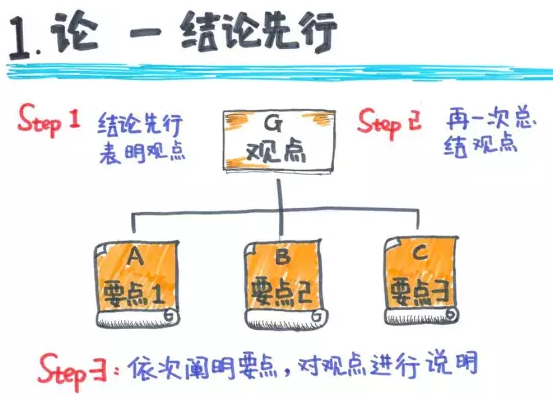 1. 论 — 结论先行
Step 1 结论先行
表明观点
G
观点
Step 2 再一次总
结观点
A
要点1
G
B
要点2
G
C
要点3
G
Step 3: 依次阐明要点，对观点进行说明